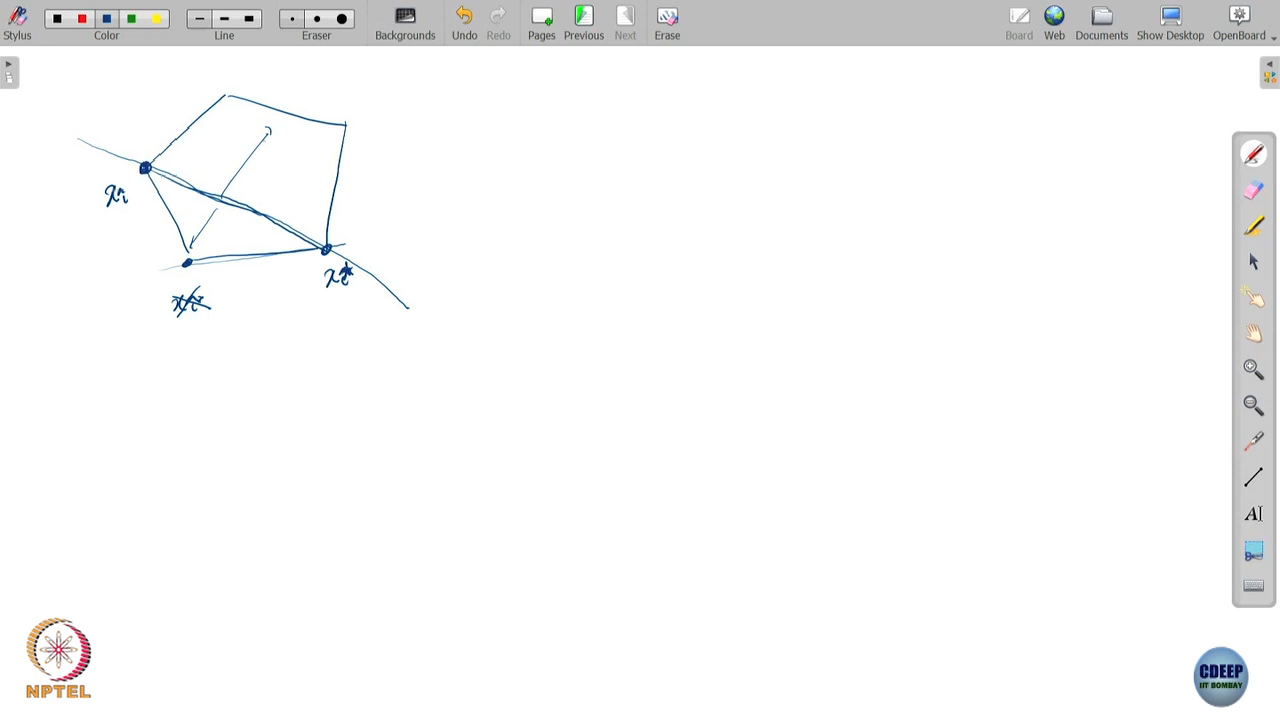 Stylus
Color
Line
Eraser
Backgrounds
Undo
Redo
Pages
Previous
Next
Erase
Board
Web
Documents
Show Desktop
OpenBoard
AI
NPTEL
CDEEP
IIT BOMBAY